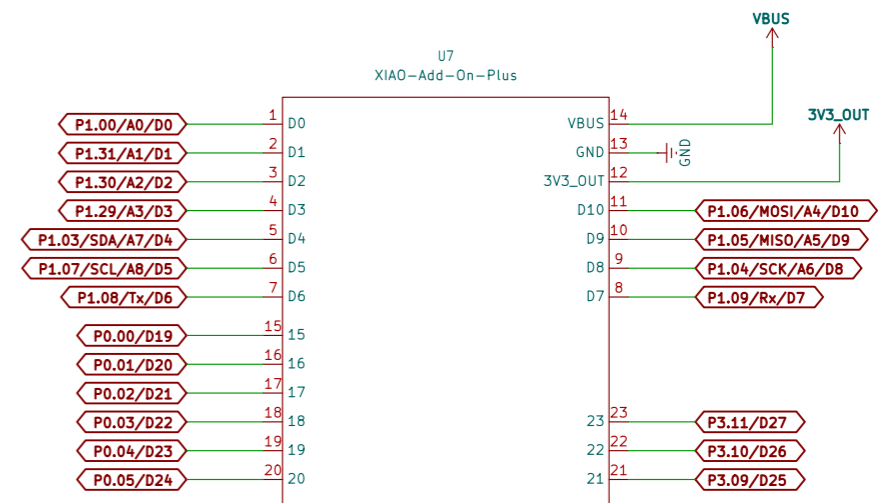 VBUS
U7
XIAO-Add-On-Plus
3V3_OUT
P1.00/A0/D0 1 D0 VBUS 14
P1.31/A1/D1 2 D1 GND 13 GND
P1.30/A2/D2 3 D2 3V3_OUT 12
P1.29/A3/D3 4 D3 D10 11 P1.06/MOSI/A4/D10
P1.03/SDA/A7/D4 5 D4 D9 10 P1.05/MISO/A5/D9
P1.07/SCL/A8/D5 6 D5 D8 9 P1.04/SCK/A6/D8
P1.08/Tx/D6 7 D6 D7 8 P1.09/Rx/D7
P0.00/D19 15 15
P0.01/D20 16 16
P0.02/D21 17 17
P0.03/D22 18 18 23 23 P3.11/D27
P0.04/D23 19 19 22 22 P3.10/D26
P0.05/D24 20 20 21 21 P3.09/D25